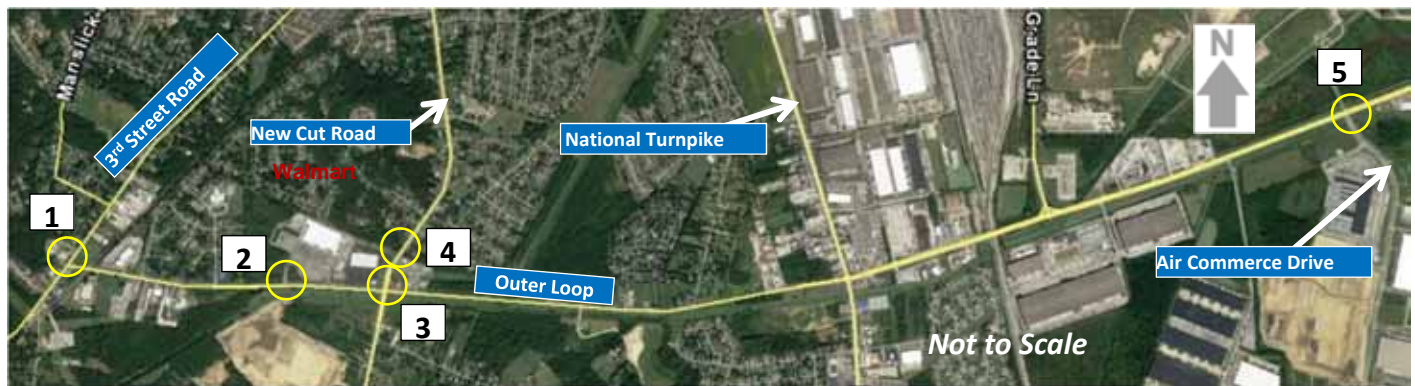 Manslick
3rd Street Road
New Cut Road
Walmart
National Turnpike
Grade Ln
N
5
1
2
4
Outer Loop
3
Air Commerce Drive
Not to Scale